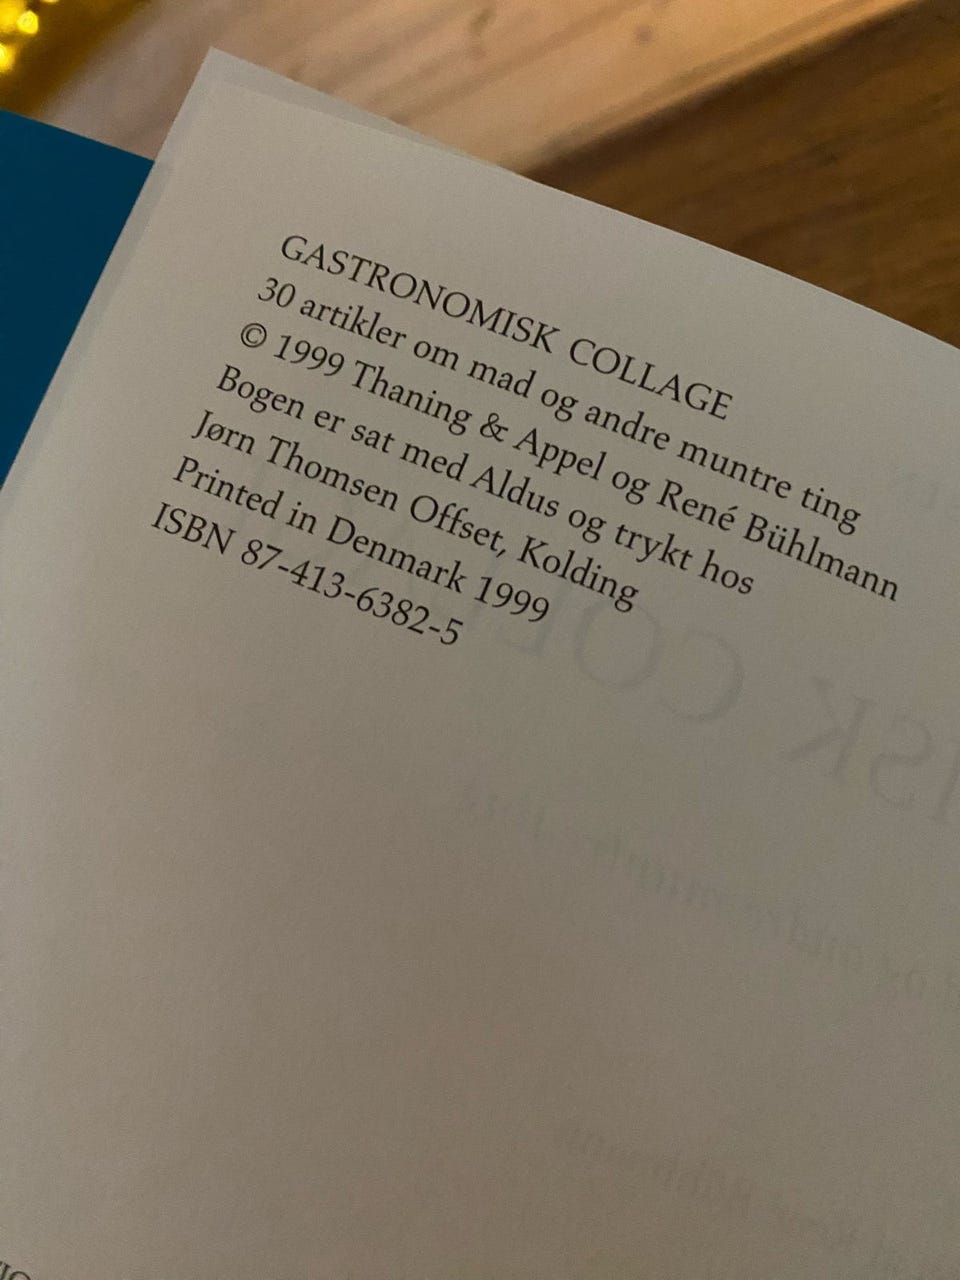 GASTRONOMISK COLLAGE
30 artikler om mad og andre muntre ting
© 1999 Thaning & Appel og René Bühlmann
Bogen er sat med Aldus og trykt hos
Jørn Thomsen Offset, Kolding
Printed in Denmark 1999
ISBN 87-413-6382-5